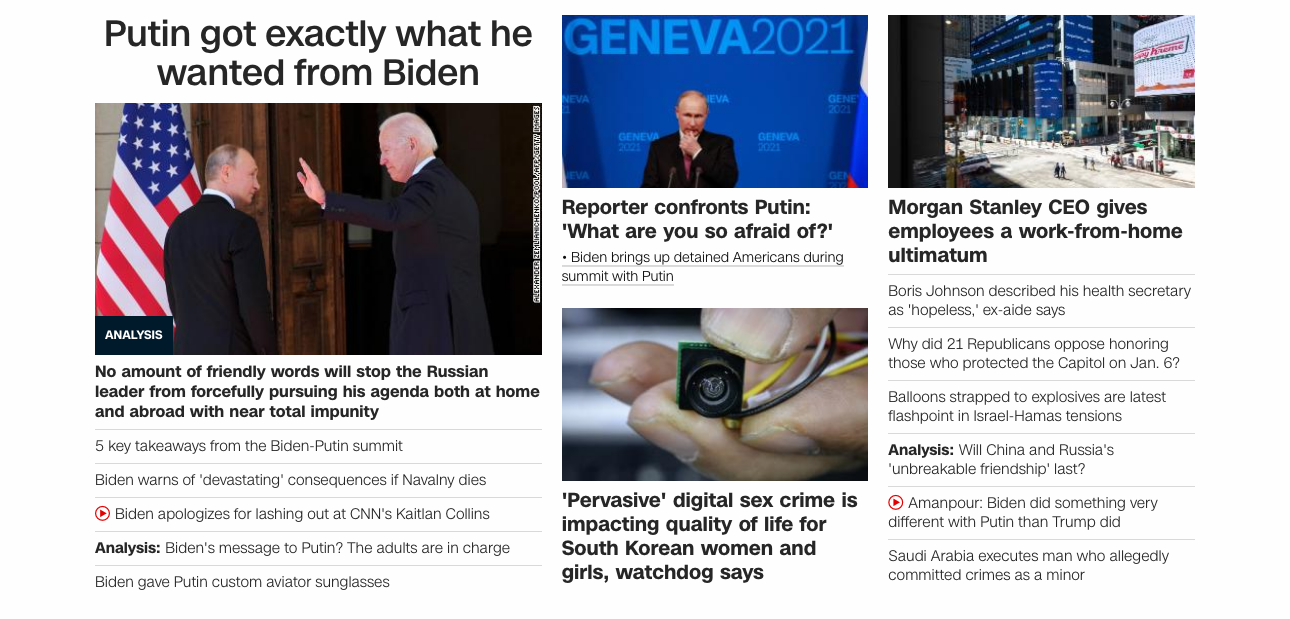 Putin got exactly what he
wanted from Biden
ALEXANDER ZEMLIANICHENKO/POOL/AFP/GETTY IMAGES
ANALYSIS
No amount of friendly words will stop the Russian
leader from forcefully pursuing his agenda both at home
and abroad with near total impunity
5 key takeaways from the Biden-Putin summit
Biden warns of 'devastating' consequences if Navalny dies
Biden apologizes for lashing out at CNN's Kaitlan Collins
Analysis: Biden's message to Putin? The adults are in charge
Biden gave Putin custom aviator sunglasses
GENEVA2021
NEVA
2021
NEVA
GENE
2021
GENEVA
2021
GENEVA
2021
GE
Reporter confronts Putin:
'What are you so afraid of?'
• Biden brings up detained Americans during
summit with Putin
'Pervasive' digital sex crime is
impacting quality of life for
South Korean women and
girls, watchdog says
py Kreme
Morgan Stanley CEO gives
employees a work-from-home
ultimatum
Boris Johnson described his health secretary
as 'hopeless,' ex-aide says
Why did 21 Republicans oppose honoring
those who protected the Capitol on Jan. 6?
Balloons strapped to explosives are latest
flashpoint in Israel-Hamas tensions
Analysis: Will China and Russia's
'unbreakable friendship' last?
Amanpour: Biden did something very
different with Putin than Trump did
Saudi Arabia executes man who allegedly
committed crimes as a minor